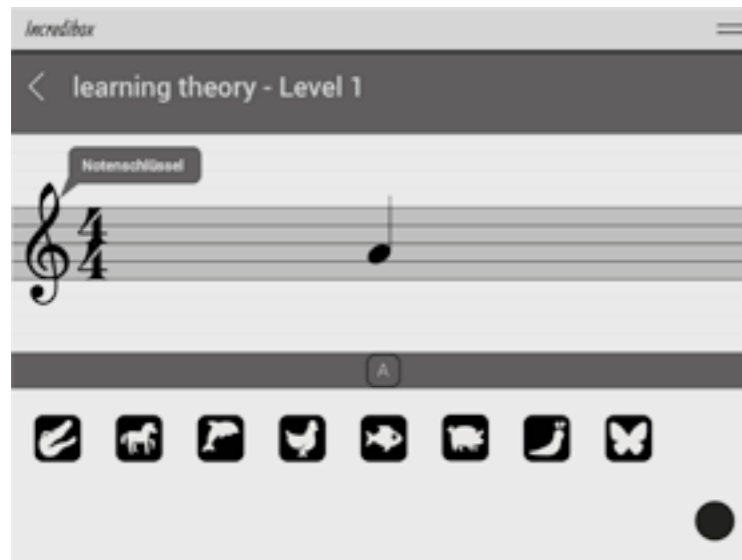 Incredibox
learning theory - Level 1
Notenschlüssel
4
4
A